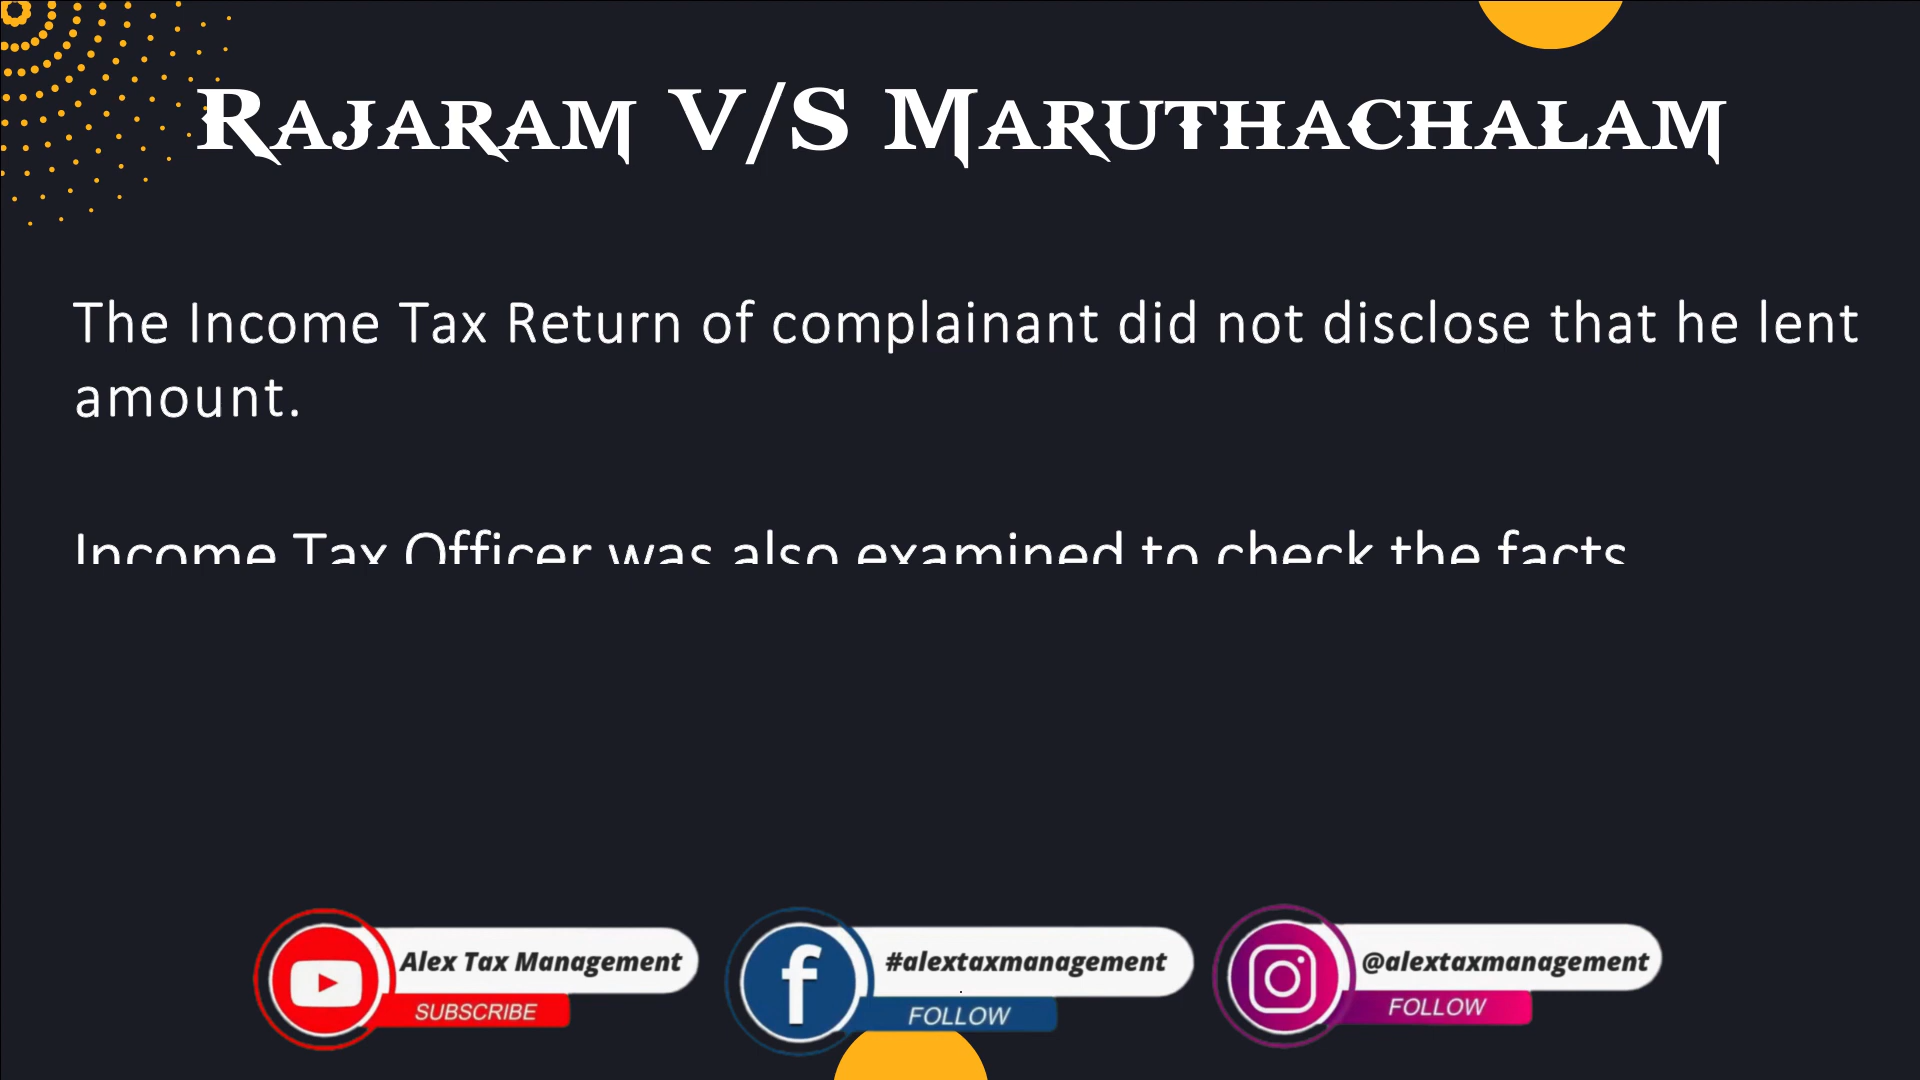 Rajaram V/S Maruthachalam
The Income Tax Return of complainant did not disclose that he lent
amount.
Income Tax Officer was also examined to check the facts
Alex Tax Management
SUBSCRIBE
#alextaxmanagement
FOLLOW
@alextaxmanagement
FOLLOW